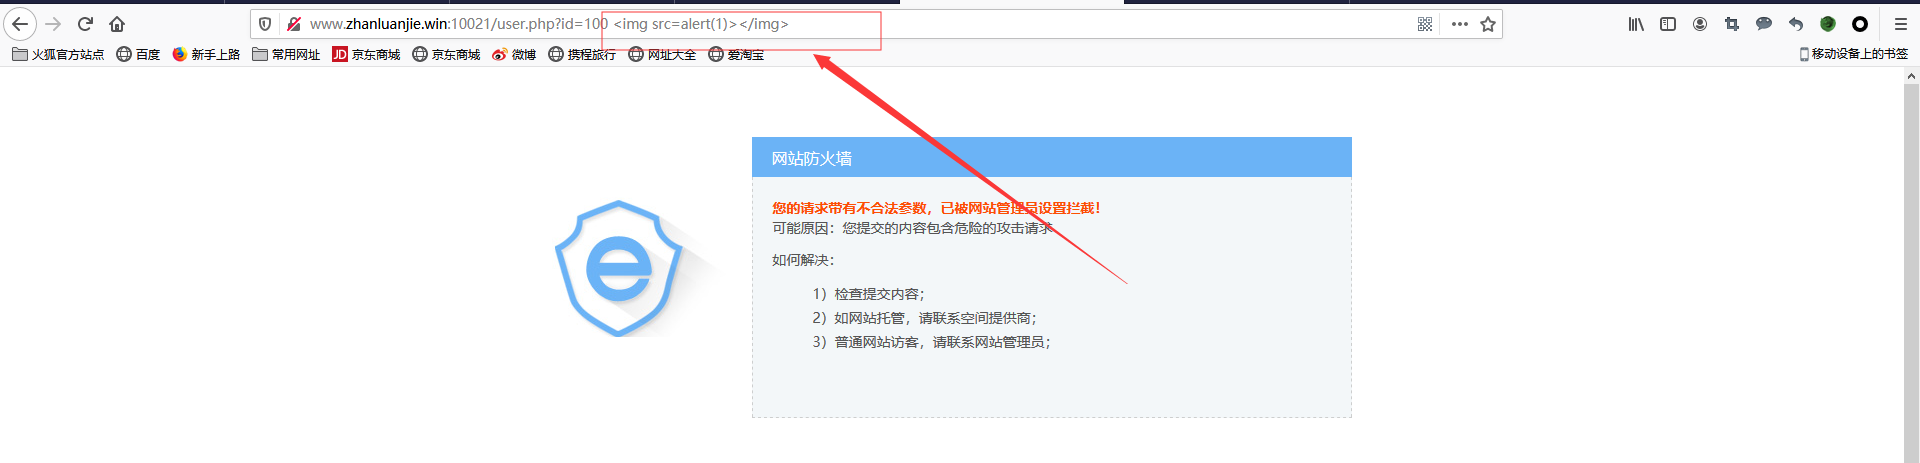 www.zhanluanjie.win:10021/user.php?id=100 <img src=alert(1)></img>
火狐官方站点 百度 新手上路 常用网址 JD 京东商城 京东商城 微博 携程旅行 网址大全 爱淘宝 移动设备上的书签
网站防火墙
您的请求带有不合法参数，已被网站管理员设置拦截！
可能原因：您提交的内容包含危险的攻击请求
如何解决：
1）检查提交内容；
2）如网站托管，请联系空间提供商；
3）普通网站访客，请联系网站管理员；